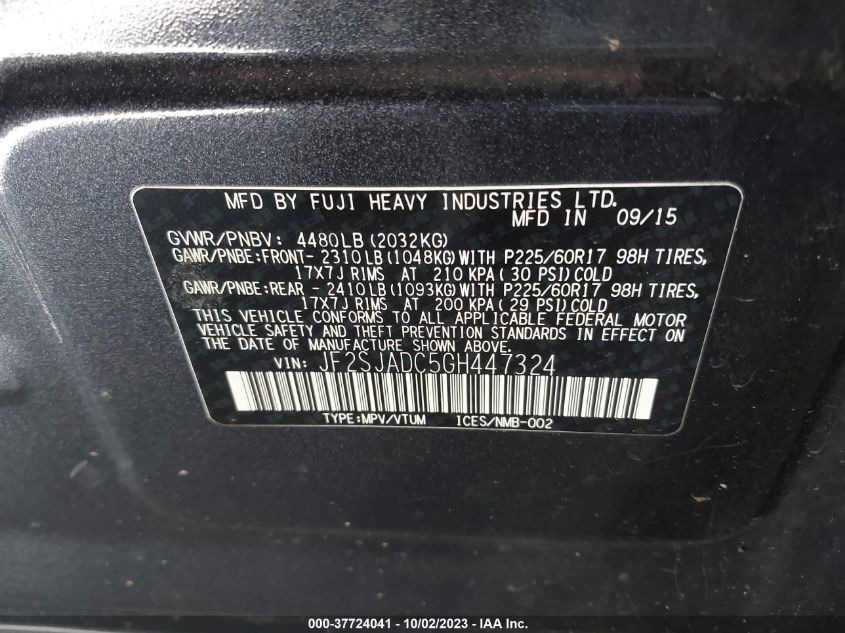 MFD BY FUJI HEAVY INDUSTRIES LTD.
MFD IN 09/15
GVWR/PNBV: 4480LB(2032KG)
GAWR/PNBE:FRONT- 2310LB(1048KG)WITH P225/60R17 98H TIRES,
17X7J RIMS AT 210 KPA(30 PSI)COLD
GAWR/PNBE:REAR - 2410LB(1093KG)WITH P225/60R17 98H TIRES,
17X7J RIMS AT 200 KPA(29 PSI)COLD
THIS VEHICLE CONFORMS TO ALL APPLICABLE FEDERAL MOTOR
VEHICLE SAFETY AND THEFT PREVENTION STANDARDS IN EFFECT ON
THE DATE OF MANUFACTURE SHOWN ABOVE.
VIN: JF2SJADC5GH447324
TYPE:MPV/VTUM ICES/NMB-002
000-37724041 - 10/02/2023 - IAA Inc.